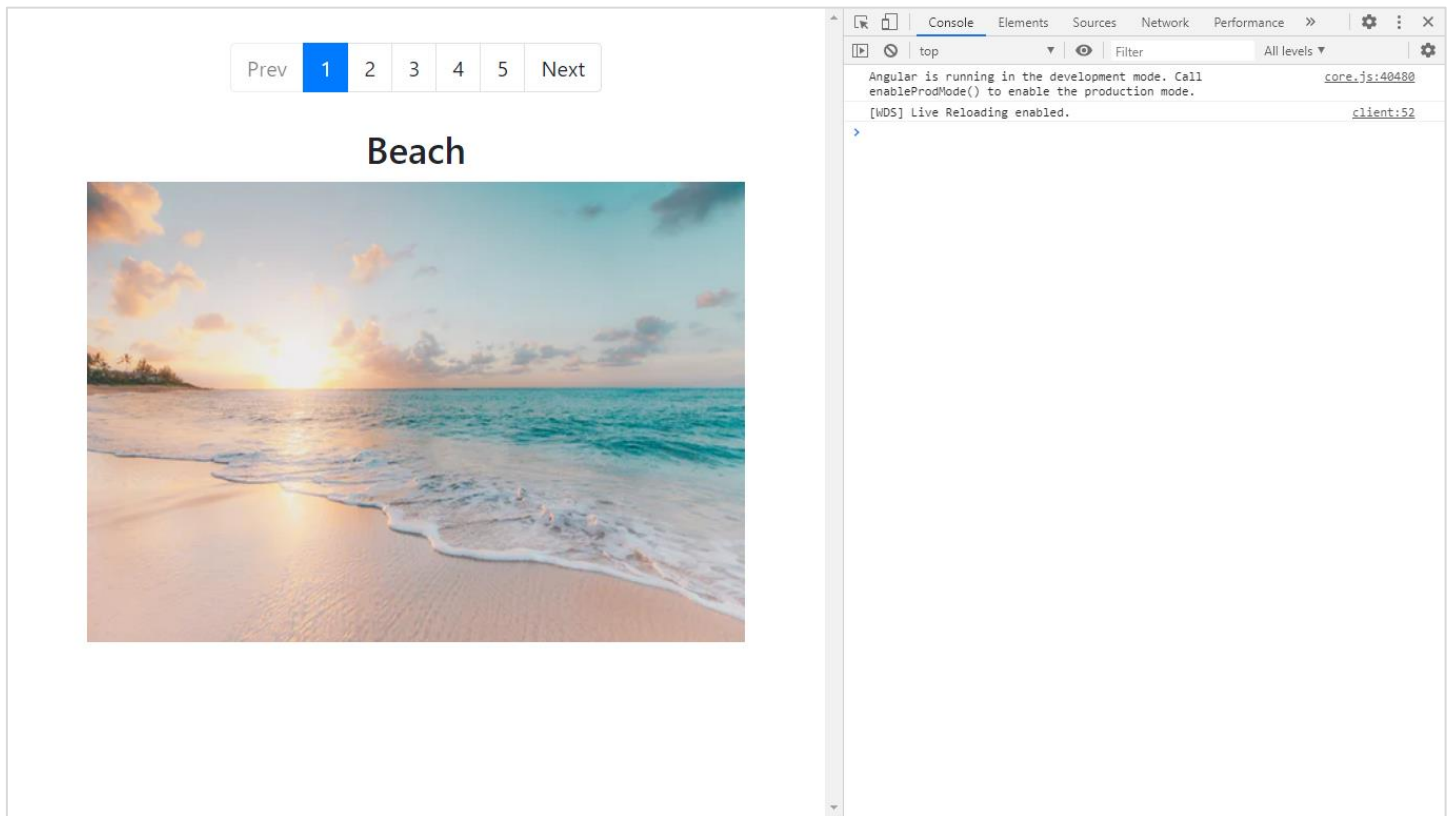 Prev 1 2 3 4 5 Next
Beach
Console Elements Sources Network Performance »
top Filter All levels
Angular is running in the development mode. Call core.js:40480
enableProdMode() to enable the production mode.
[WDS] Live Reloading enabled. client:52